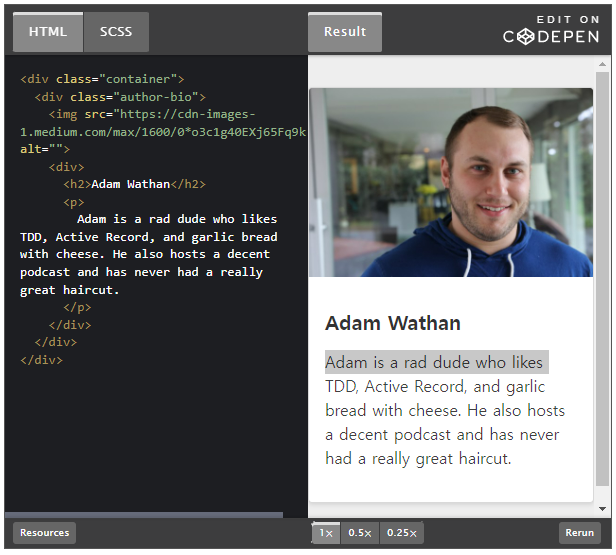 HTML
SCSS
Result
EDIT ON
CODEPEN
<div class="container">
<div class="author-bio">
<img src="https://cdn-images-
1.medium.com/max/1600/0*o3c1g40EXj65Fq9k
alt="">
<div>
<h2>Adam Wathan</h2>
<p>
Adam is a rad dude who likes
TDD, Active Record, and garlic bread
with cheese. He also hosts a decent
podcast and has never had a really
great haircut.
</p>
</div>
</div>
</div>
Adam Wathan
Adam is a rad dude who likes
TDD, Active Record, and garlic
bread with cheese. He also hosts
a decent podcast and has never
had a really great haircut.
Resources
1×
0.5×
0.25×
Rerun